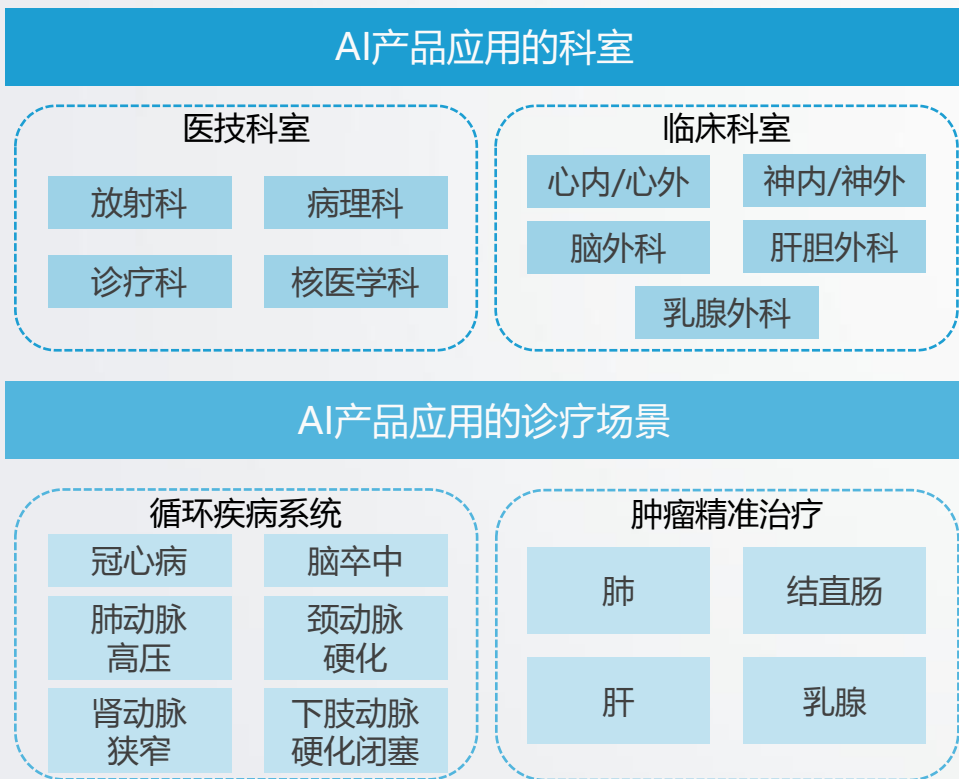 AI产品应用的科室
医技科室
放射科
病理科
诊疗科
核医学科
临床科室
心内/心外
神内/神外
脑外科
肝胆外科
乳腺外科
AI产品应用的诊疗场景
循环疾病系统
冠心病
脑卒中
肺动脉
高压
颈动脉
硬化
肾动脉
狭窄
下肢动脉
硬化闭塞
肿瘤精准治疗
肺
结直肠
肝
乳腺